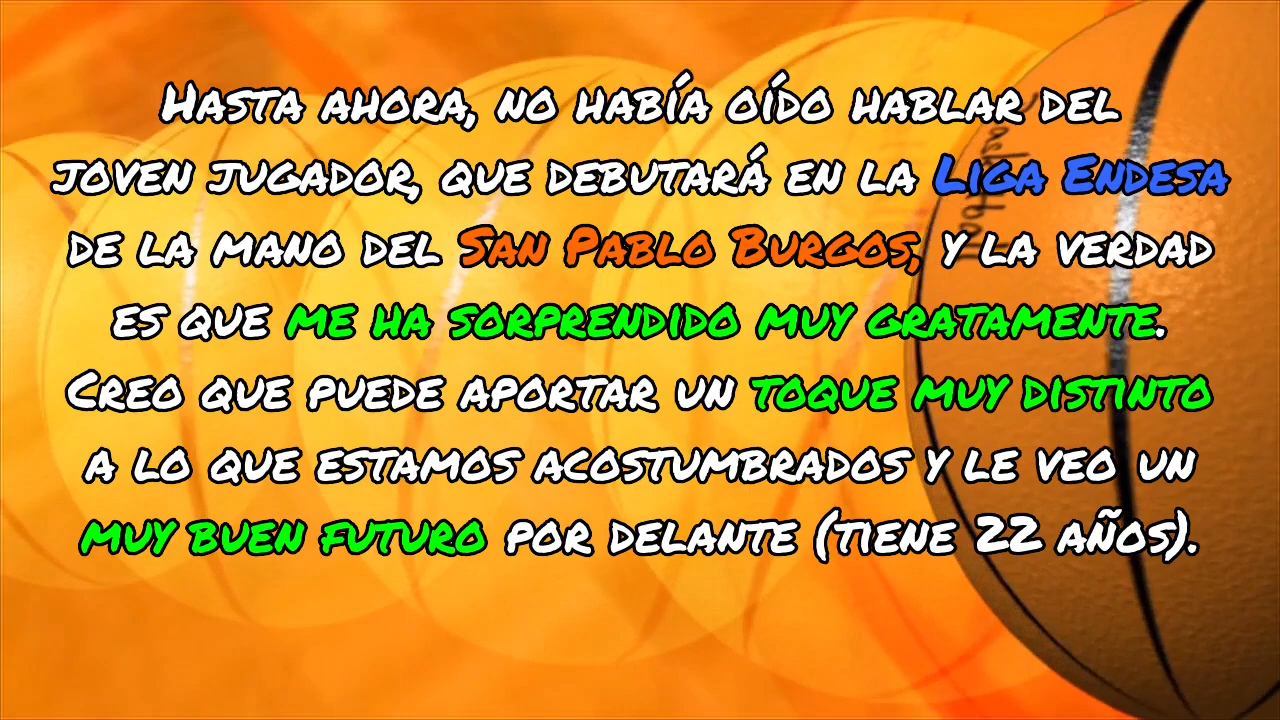 Hasta ahora, no había oído hablar del
joven jugador, que debutará en la Liga Endesa
de la mano del San Pablo Burgos, y la verdad
es que me ha sorprendido muy gratamente.
Creo que puede aportar un toque muy distinto
a lo que estamos acostumbrados y le veo un
muy buen futuro por delante (tiene 22 años).